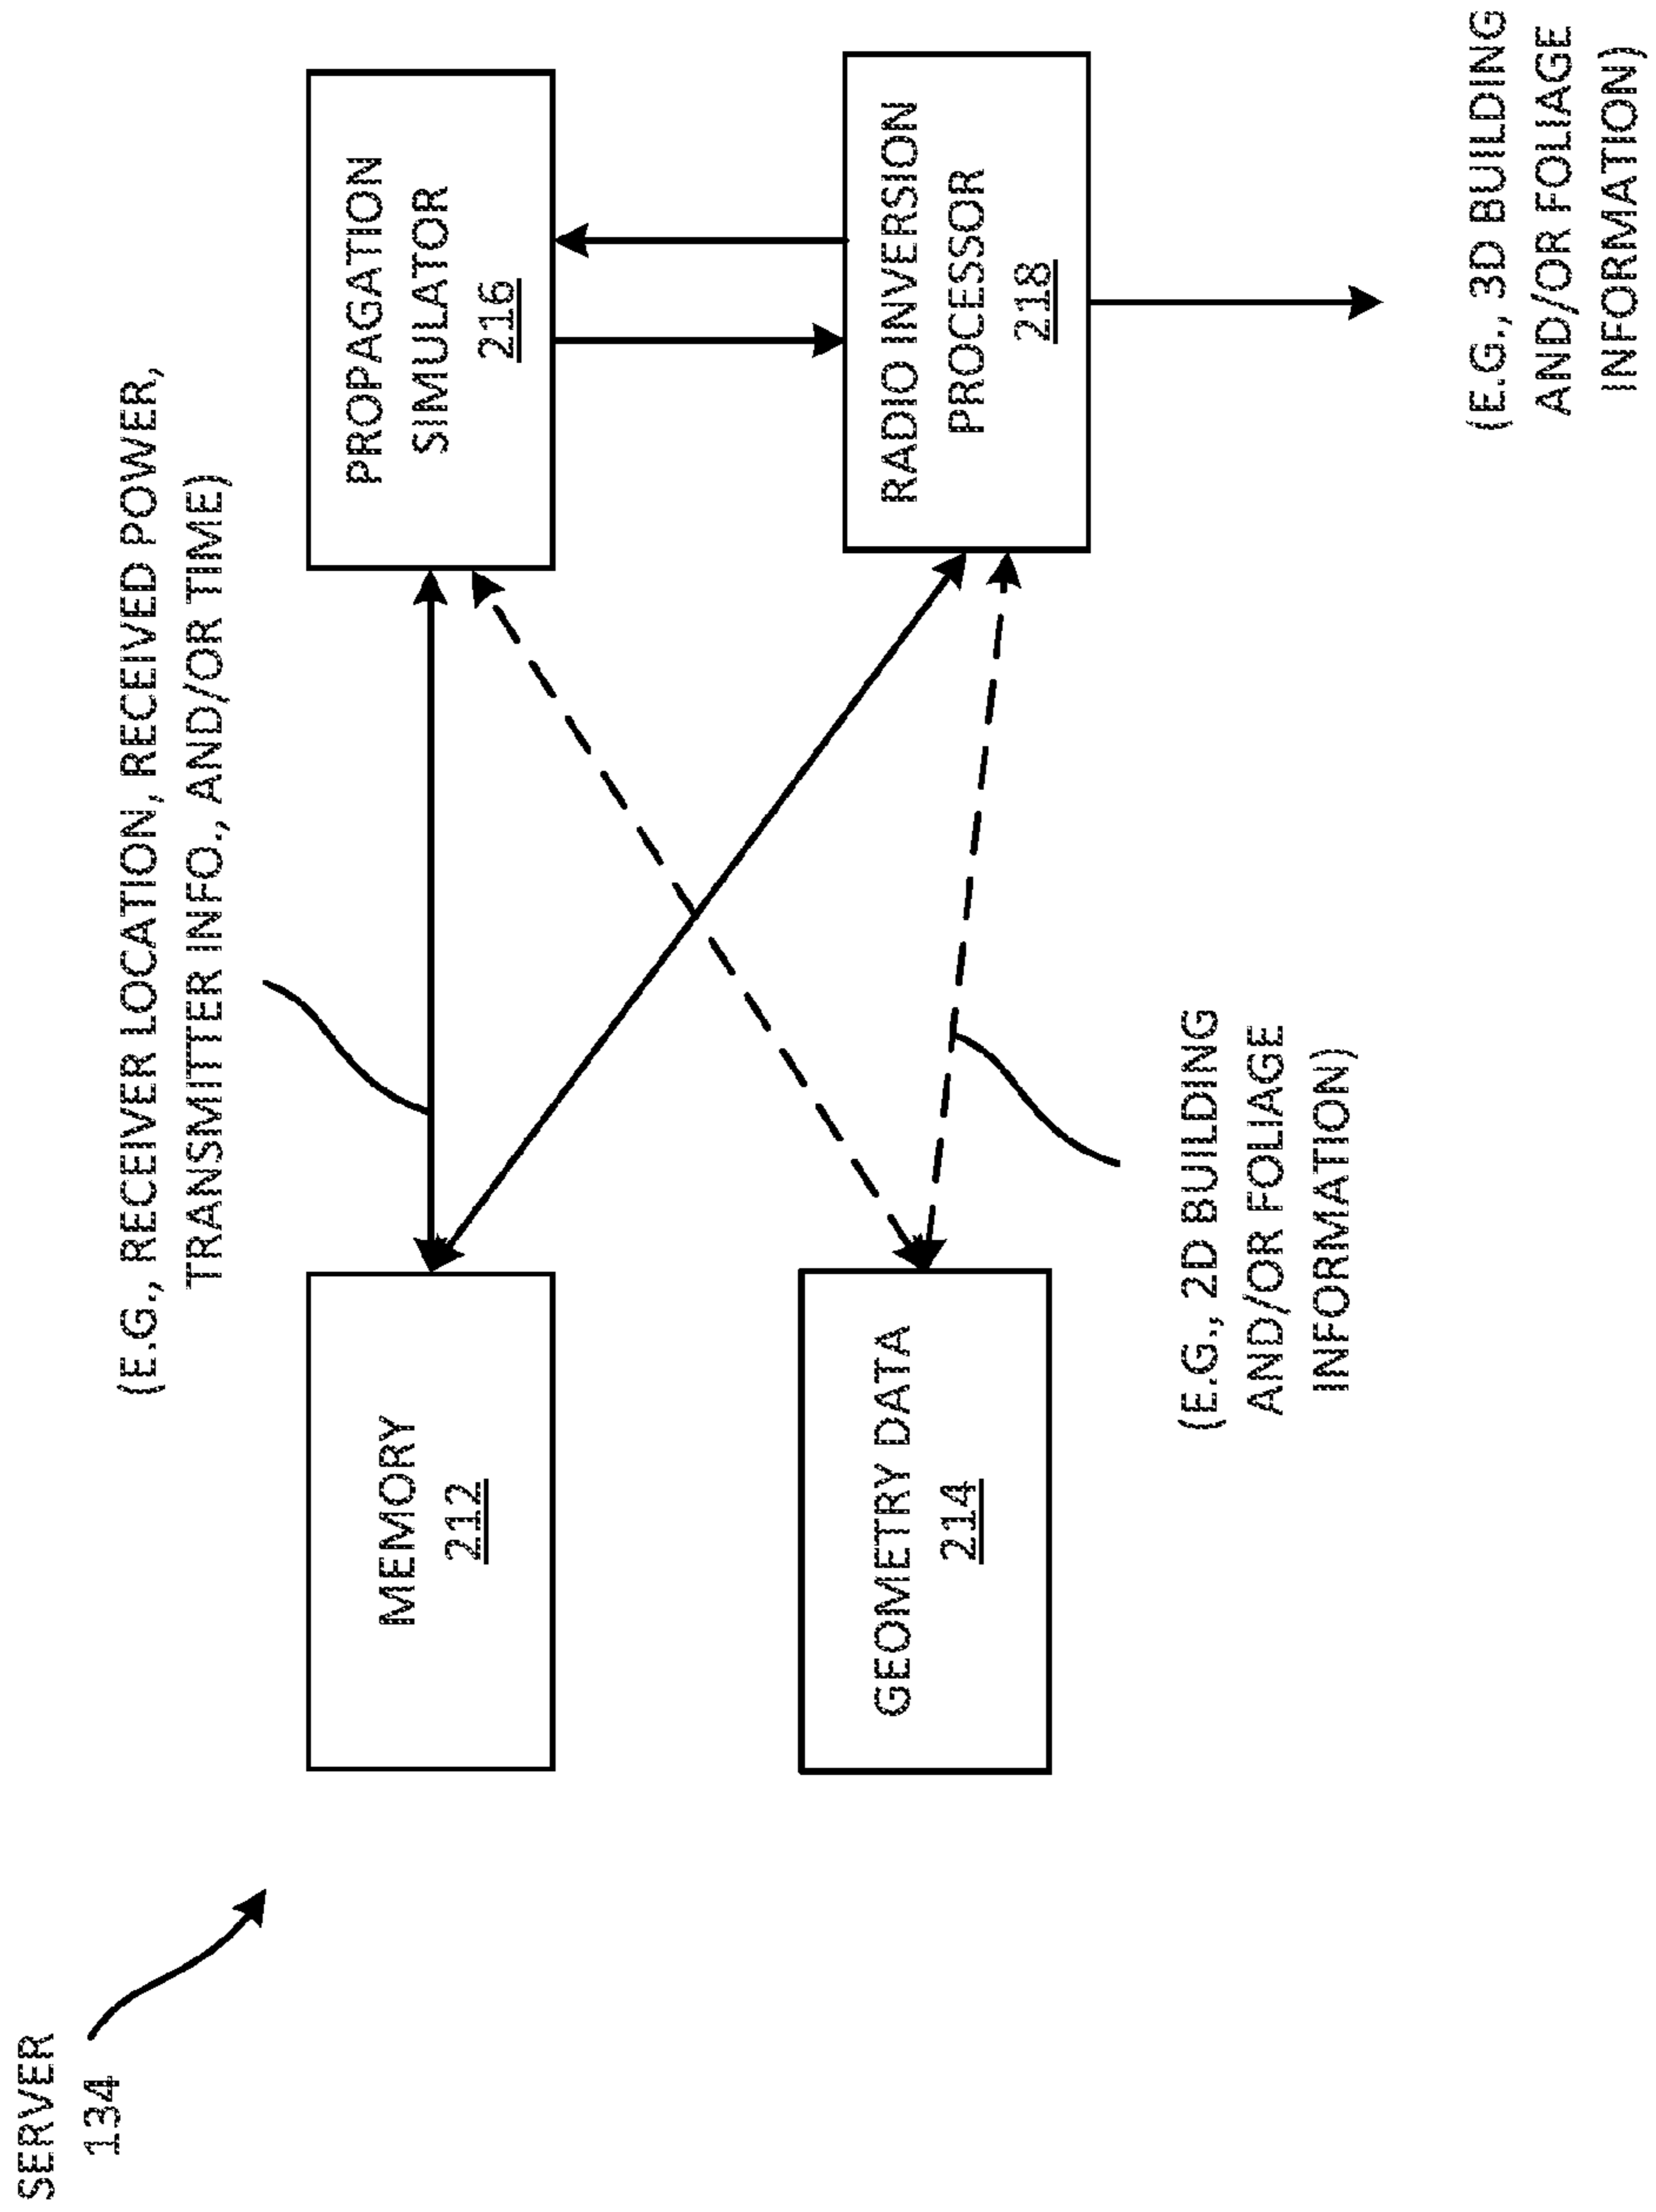 SERVER
134
(E.G., RECEIVER LOCATION, RECEIVED POWER,
TRANSMITTER INFO., AND/OR TIME)
MEMORY
212
PROPAGATION
SIMULATOR
216
GEOMETRY DATA
214
RADIO INVERSION
PROCESSOR
218
(E.G., 2D BUILDING
AND/OR FOLIAGE
INFORMATION)
(E.G., 3D BUILDING
AND/OR FOLIAGE
INFORMATION)